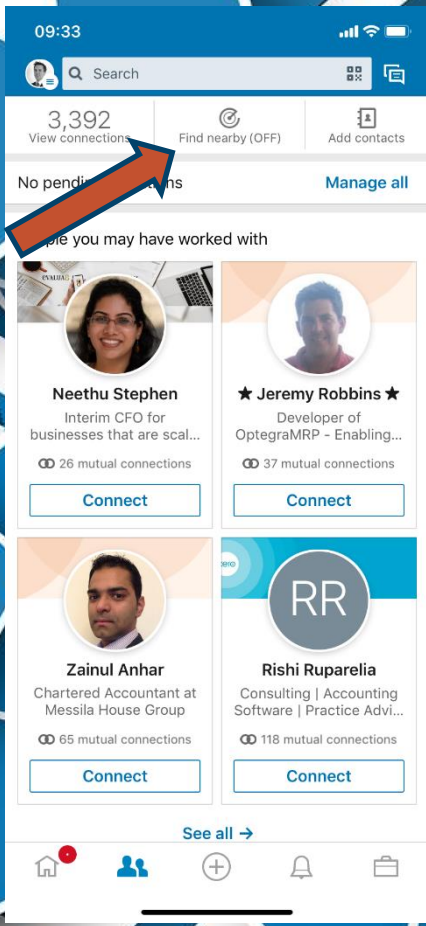 09:33
Search
3,392
View connections
Find nearby (OFF)
Add contacts
No pending
Manage all
you may have worked with
Neethu Stephen
Interim CFO for
businesses that are scal...
26 mutual connections
Connect
★ Jeremy Robbins ★
Developer of
OptegraMRP - Enabling...
37 mutual connections
Connect
Zainul Anhar
Chartered Accountant at
Messila House Group
65 mutual connections
Connect
RR
Rishi Ruparelia
Consulting | Accounting
Software | Practice Advi...
118 mutual connections
Connect
See all →